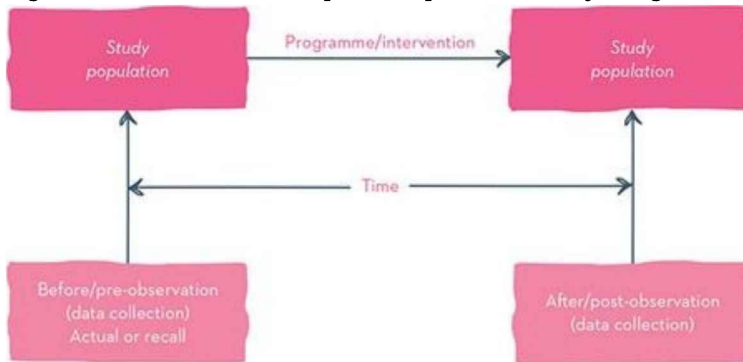 Study
population
Programme/intervention
Study
population
Time
Before/pre-observation
(data collection)
Actual or recall
After/post-observation
(data collection)